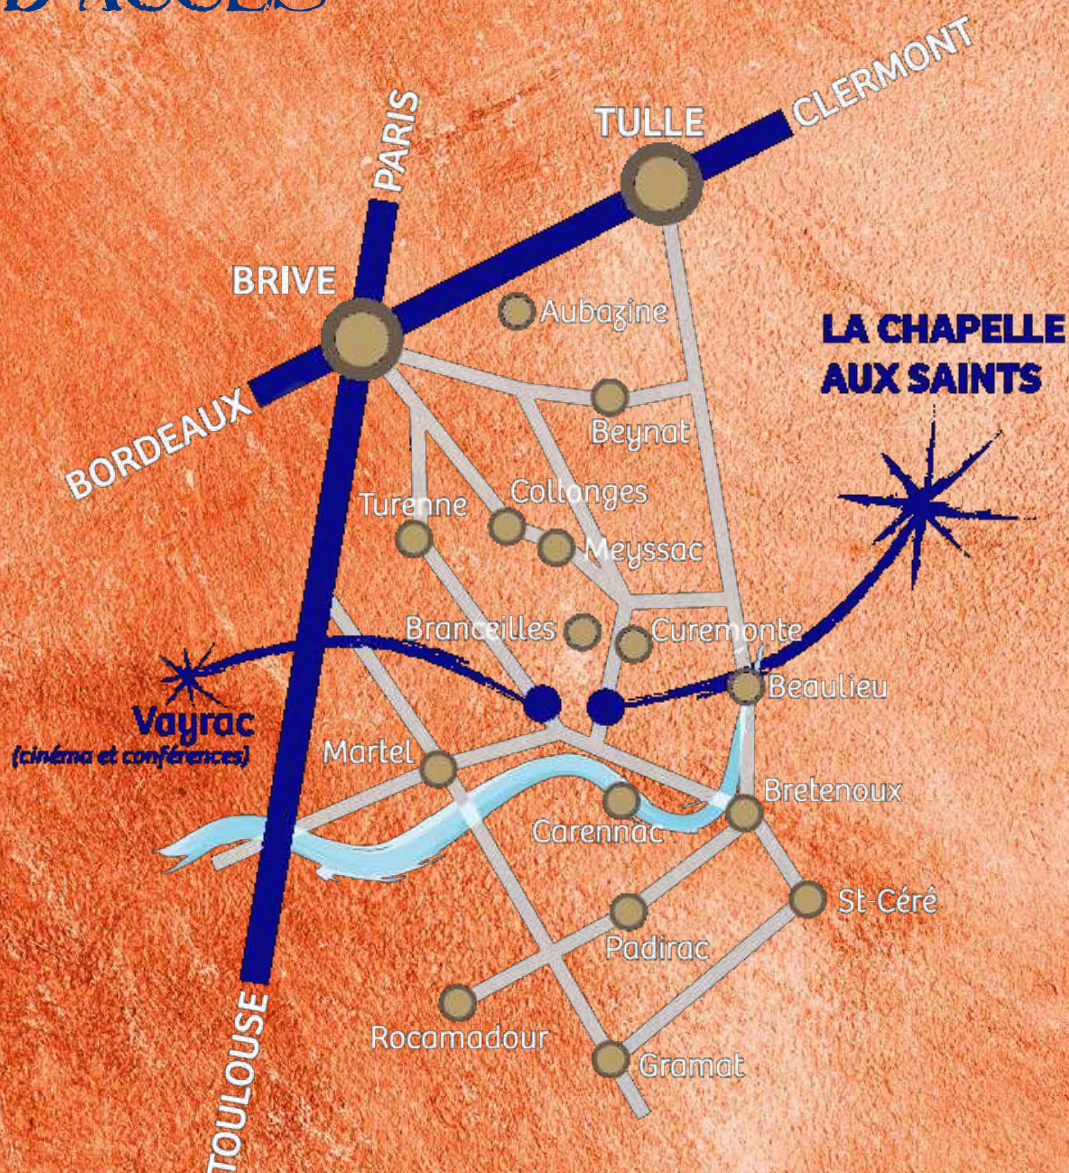 D'ACCÈS
CLERMONT
PARIS
TULLE
BRIVE
Aubazine
LA CHAPELLE
AUX SAINTS
BORDEAUX
Beynat
Turenne
Collonges
Meyssac
Branceilles
Curemonte
Beaulieu
Vayrac
(cinéma et conférences)
Martel
Bretenoux
Carennac
St-Céré
Padirac
Rocamadour
Gramat
TOULOUSE